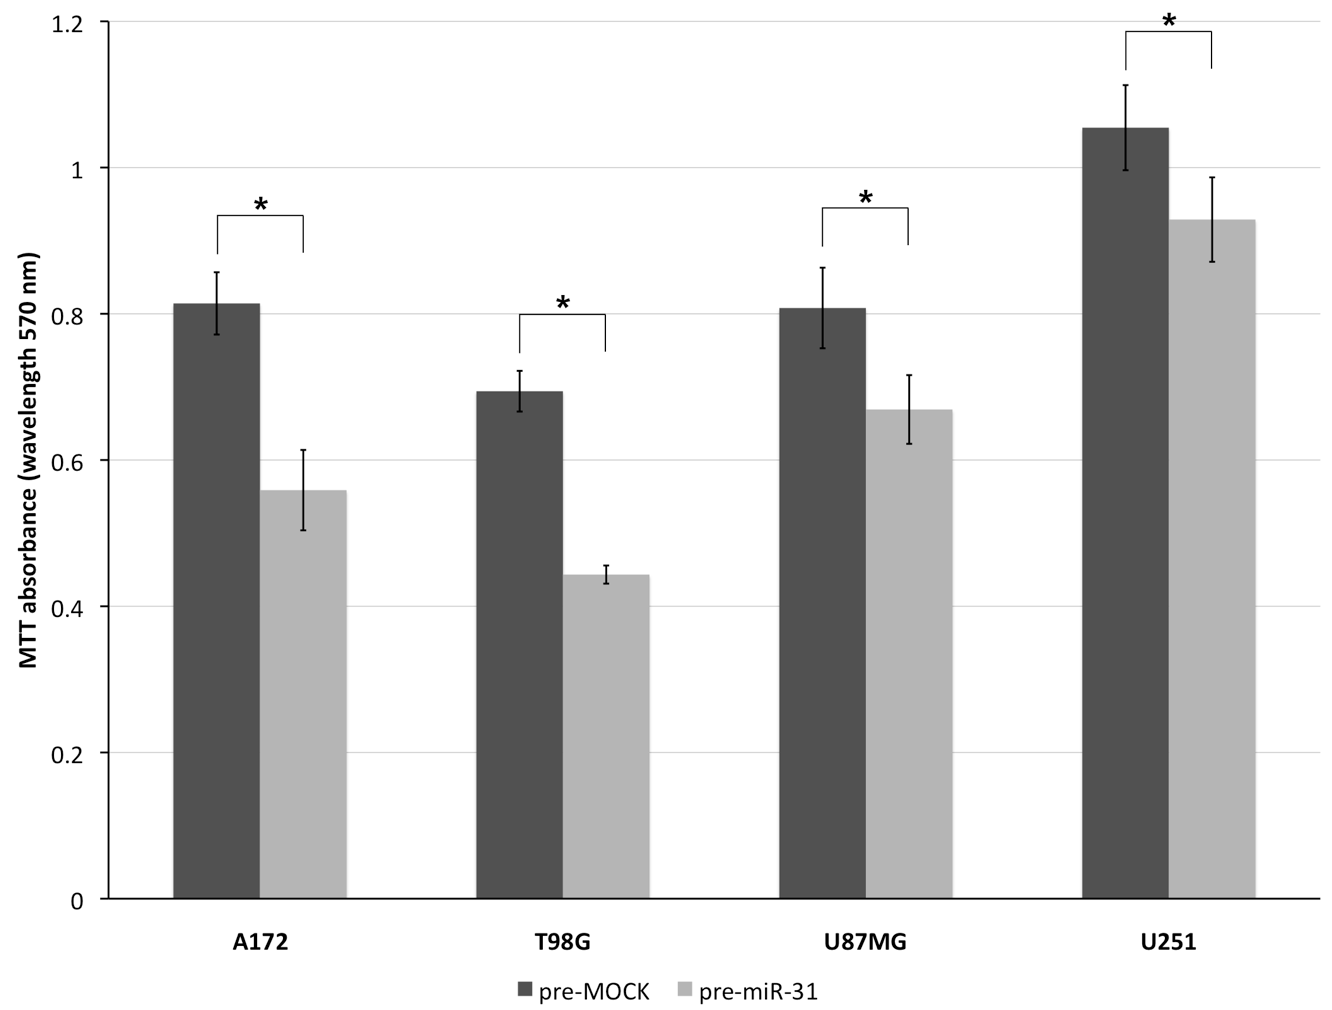 1.2
1
0.8
0.6
0.4
0.2
0
MTT absorbance (wavelength 570 nm)
*
*
*
*
A172
T98G
U87MG
U251
pre-MOCK
pre-miR-31